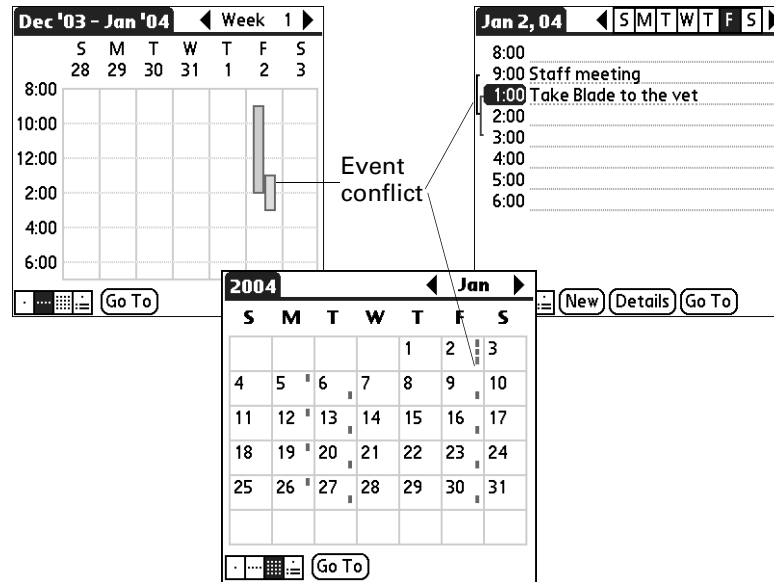 Dec '03 - Jan '04 Week 1
S M T W T F S
28 29 30 31 1 2 3
8:00
10:00
12:00
2:00
4:00
6:00
Go To
Event
conflict
Jan 2, 04 S M T W T F S
8:00
9:00 Staff meeting
1:00 Take Blade to the vet
2:00
3:00
4:00
5:00
6:00
New Details Go To
2004 Jan
S M T W T F S
1 2 3
4 5 6 7 8 9 10
11 12 13 14 15 16 17
18 19 20 21 22 23 24
25 26 27 28 29 30 31
Go To